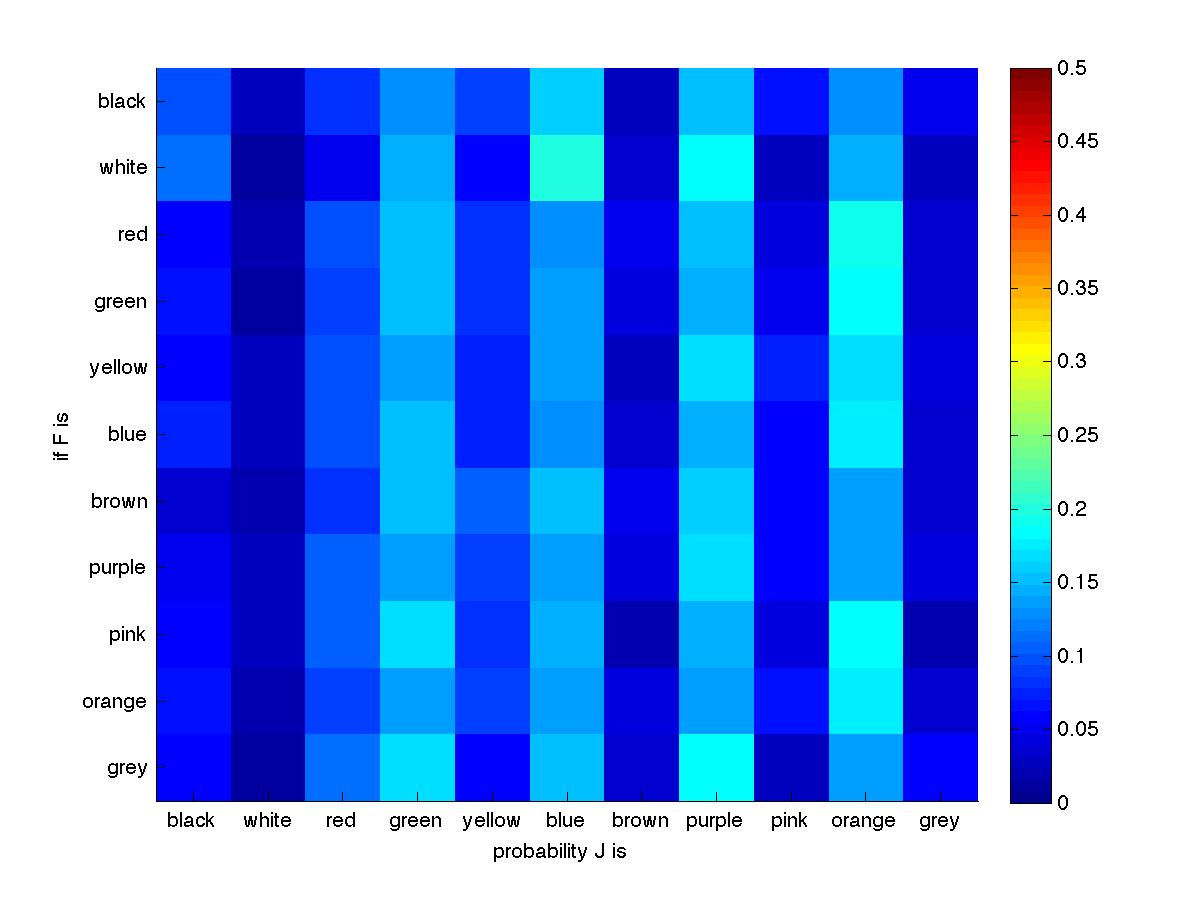 black
white
red
green
yellow
blue
brown
purple
pink
orange
grey
if F is
black white red green yellow blue brown purple pink orange grey
probability J is
0.5
0.45
0.4
0.35
0.3
0.25
0.2
0.15
0.1
0.05
0